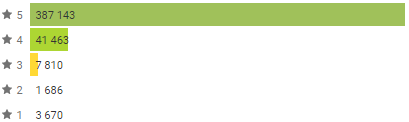 ★ 5 387 143
★ 4 41 463
★ 3 7 810
★ 2 1 686
★ 1 3 670